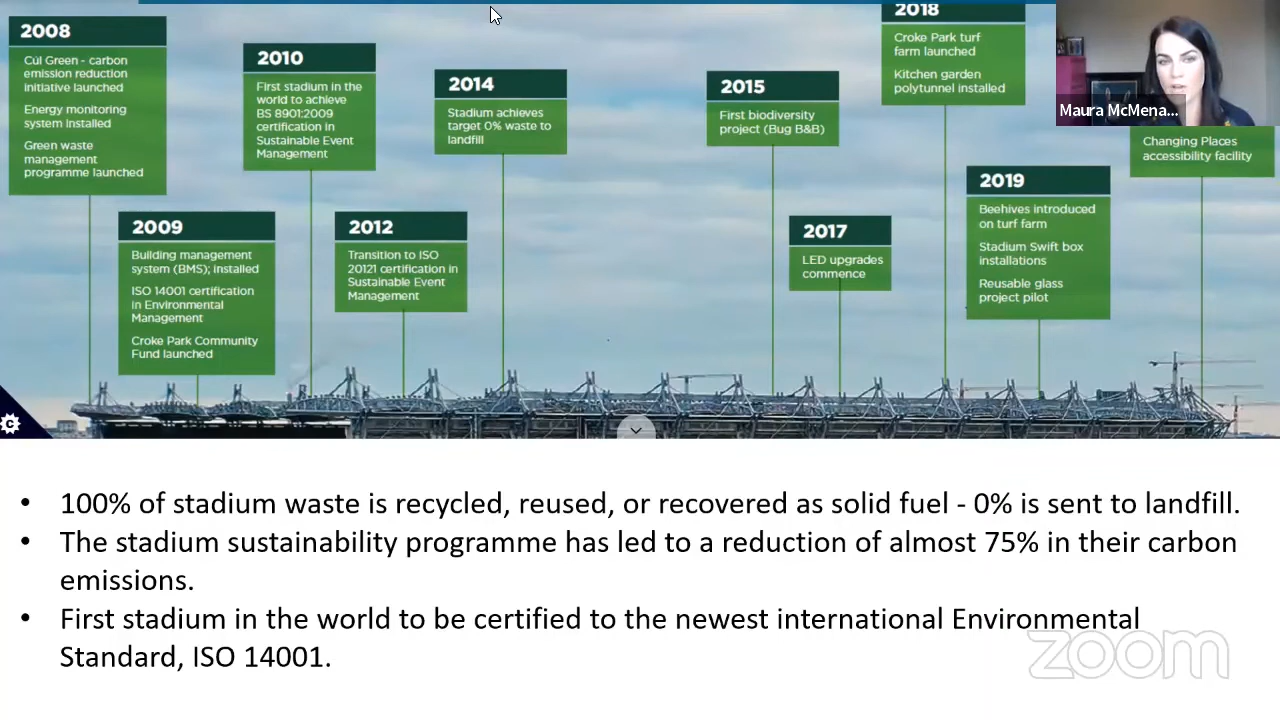 2008
Cúl Green - carbon
emission reduction
initiative launched
Energy monitoring
system installed
Green waste
management
programme launched
2009
Building management
system (BMS); installed
ISO 14001 certification
in Environmental
Management
Croke Park Community
Fund launched
2010
First stadium in the
world to achieve
BS 8901:2009
certification in
Sustainable Event
Management
2012
Transition to ISO
20121 certification in
Sustainable Event
Management
2014
Stadium achieves
target 0% waste to
landfill
2015
First biodiversity
project (Bug B&B)
2017
LED upgrades
commence
2018
Croke Park turf
farm launched
Kitchen garden
polytunnel installed
2019
Beehives introduced
on turf farm
Stadium Swift box
installations
Reusable glass
project pilot
Changing Places
accessibility facility
Maura McMena...
• 100% of stadium waste is recycled, reused, or recovered as solid fuel - 0% is sent to landfill.
• The stadium sustainability programme has led to a reduction of almost 75% in their carbon
emissions.
• First stadium in the world to be certified to the newest international Environmental
Standard, ISO 14001.
zoom